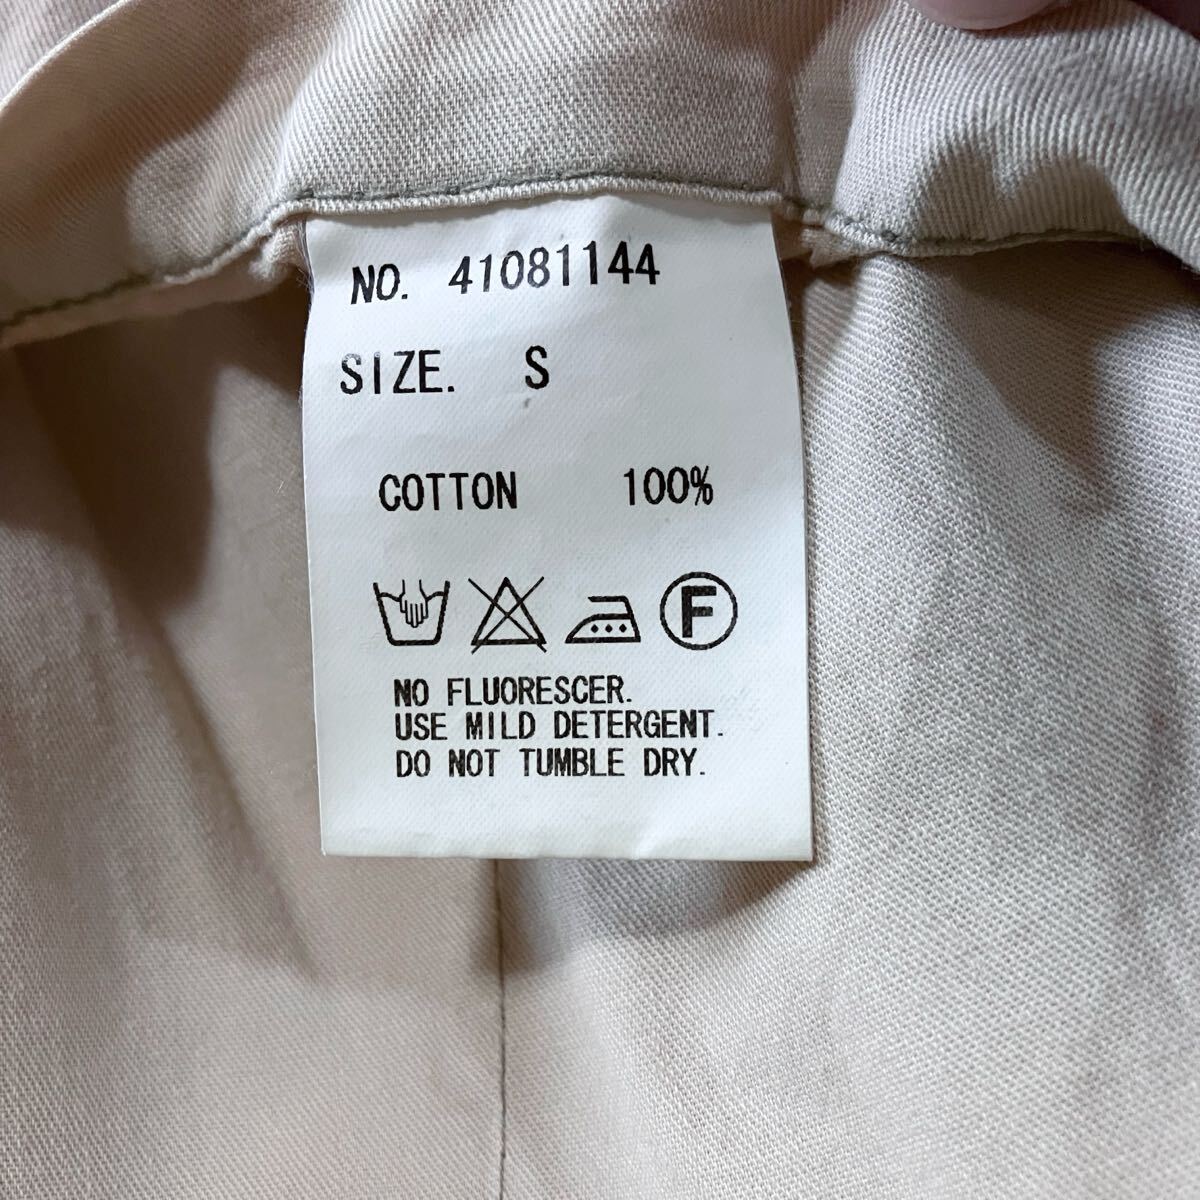 NO. 41081144
SIZE. S
COTTON 100%
F
NO FLUORESCER.
USE MILD DETERGENT.
DO NOT TUMBLE DRY.